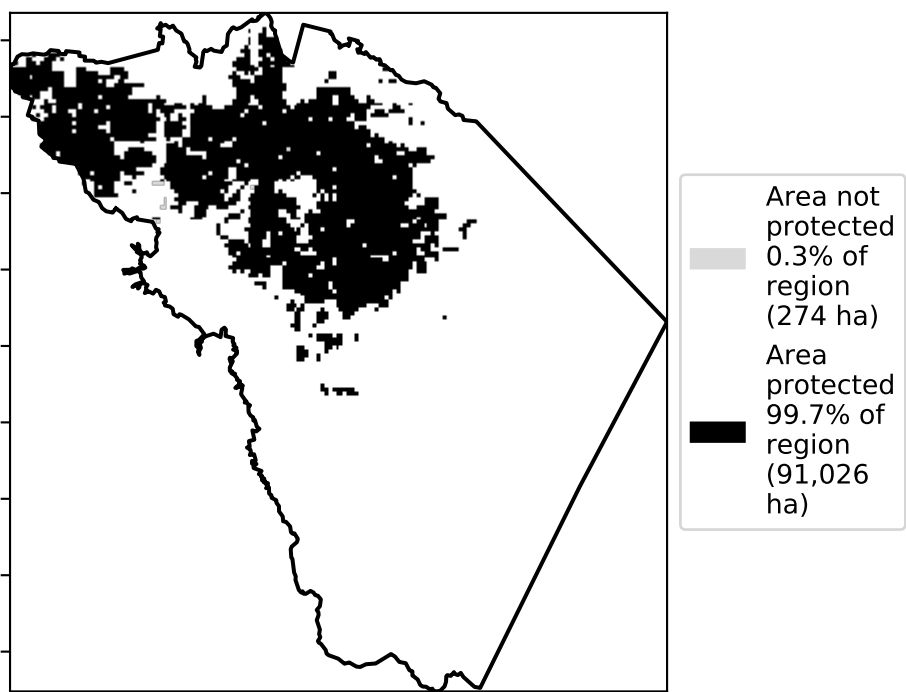 Area not
protected
0.3% of
region
(274 ha)
Area
protected
99.7% of
region
(91,026
ha)